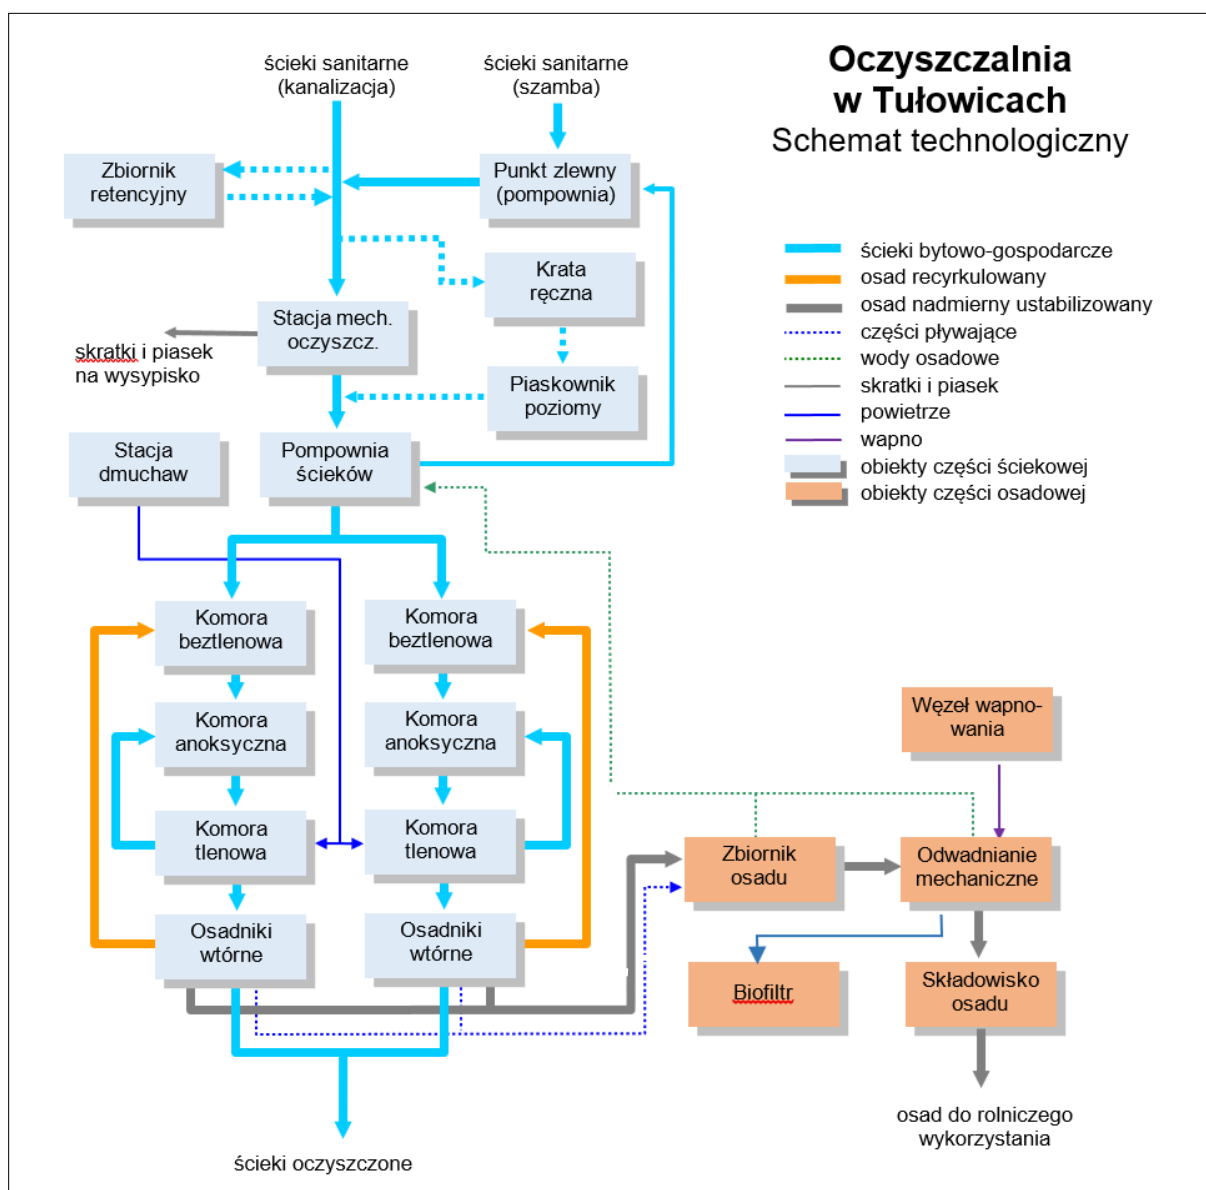 Oczyszczalnia
w Tułowicach
Schemat technologiczny
ścieki sanitarne
(kanalizacja)
ścieki sanitarne
(szamba)
Zbiornik
retencyjny
Punkt zlewny
(pompownia)
Krata
ręczna
Stacja mech.
oczyszcz.
skratki i piasek
na wysypisko
Piaskownik
poziomy
Stacja
dmuchaw
Pompownia
ścieków
ścieki bytowo-gospodarcze
osad recyrkulowany
osad nadmierny ustabilizowany
części pływające
wody osadowe
skratki i piasek
powietrze
wapno
obiekty części ściekowej
obiekty części osadowej
Komora
beztlenowa
Komora
beztlenowa
Komora
anoksyczna
Komora
anoksyczna
Komora
tlenowa
Komora
tlenowa
Osadniki
wtórne
Osadniki
wtórne
Węzeł wapno-
wania
Zbiornik
osadu
Odwadnianie
mechaniczne
Biofiltr
Składowisko
osadu
osad do rolniczego
wykorzystania
ścieki oczyszczone